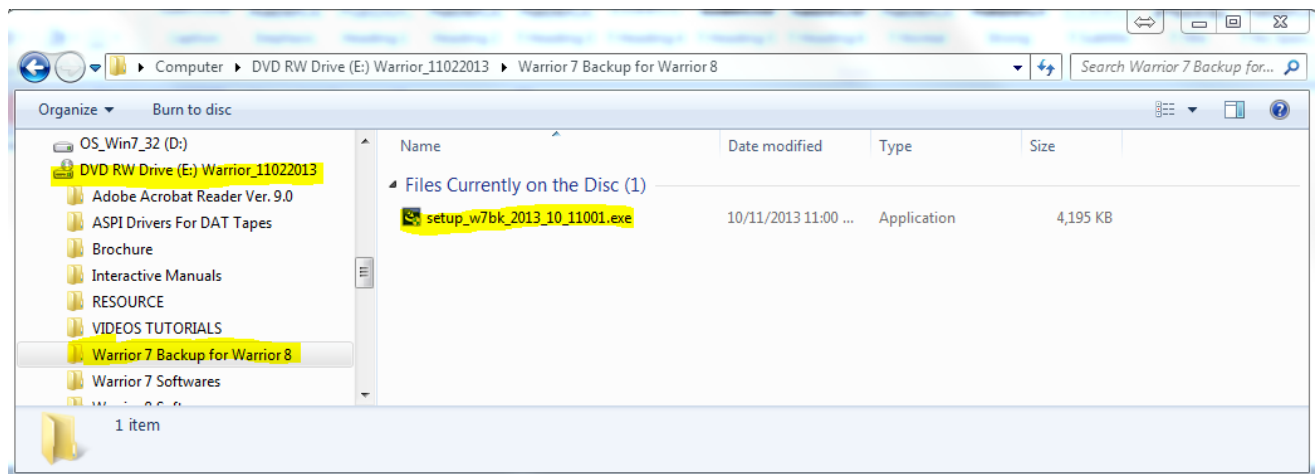 Computer ▸ DVD RW Drive (E:) Warrior_11022013 ▸ Warrior 7 Backup for Warrior 8
Search Warrior 7 Backup for...
Organize Burn to disc
OS_Win7_32 (D:)
DVD RW Drive (E:) Warrior_11022013
Adobe Acrobat Reader Ver. 9.0
ASPI Drivers For DAT Tapes
Brochure
Interactive Manuals
RESOURCE
VIDEOS TUTORIALS
Warrior 7 Backup for Warrior 8
Warrior 7 Softwares
Name Date modified Type Size
Files Currently on the Disc (1)
setup_w7bk_2013_10_11001.exe 10/11/2013 11:00 ... Application 4,195 KB
1 item